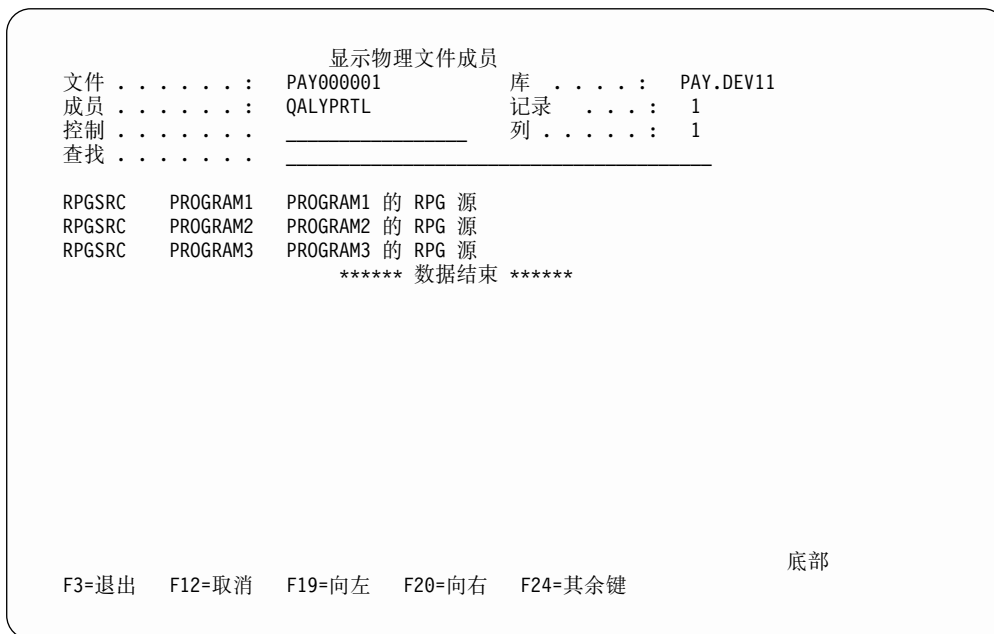 显示物理文件成员
文件 . . . . . . : PAY000001 库 . . . . : PAY.DEV11
成员 . . . . . . : QALYPRTL 记录 . . . : 1
控制 . . . . . . . _________________ 列 . . . . . : 1
查找 . . . . . . . ________________________________________
RPGSRC PROGRAM1 PROGRAM1 的 RPG 源
RPGSRC PROGRAM2 PROGRAM2 的 RPG 源
RPGSRC PROGRAM3 PROGRAM3 的 RPG 源
****** 数据结束 ******
底部
F3=退出 F12=取消 F19=向左 F20=向右 F24=其余键